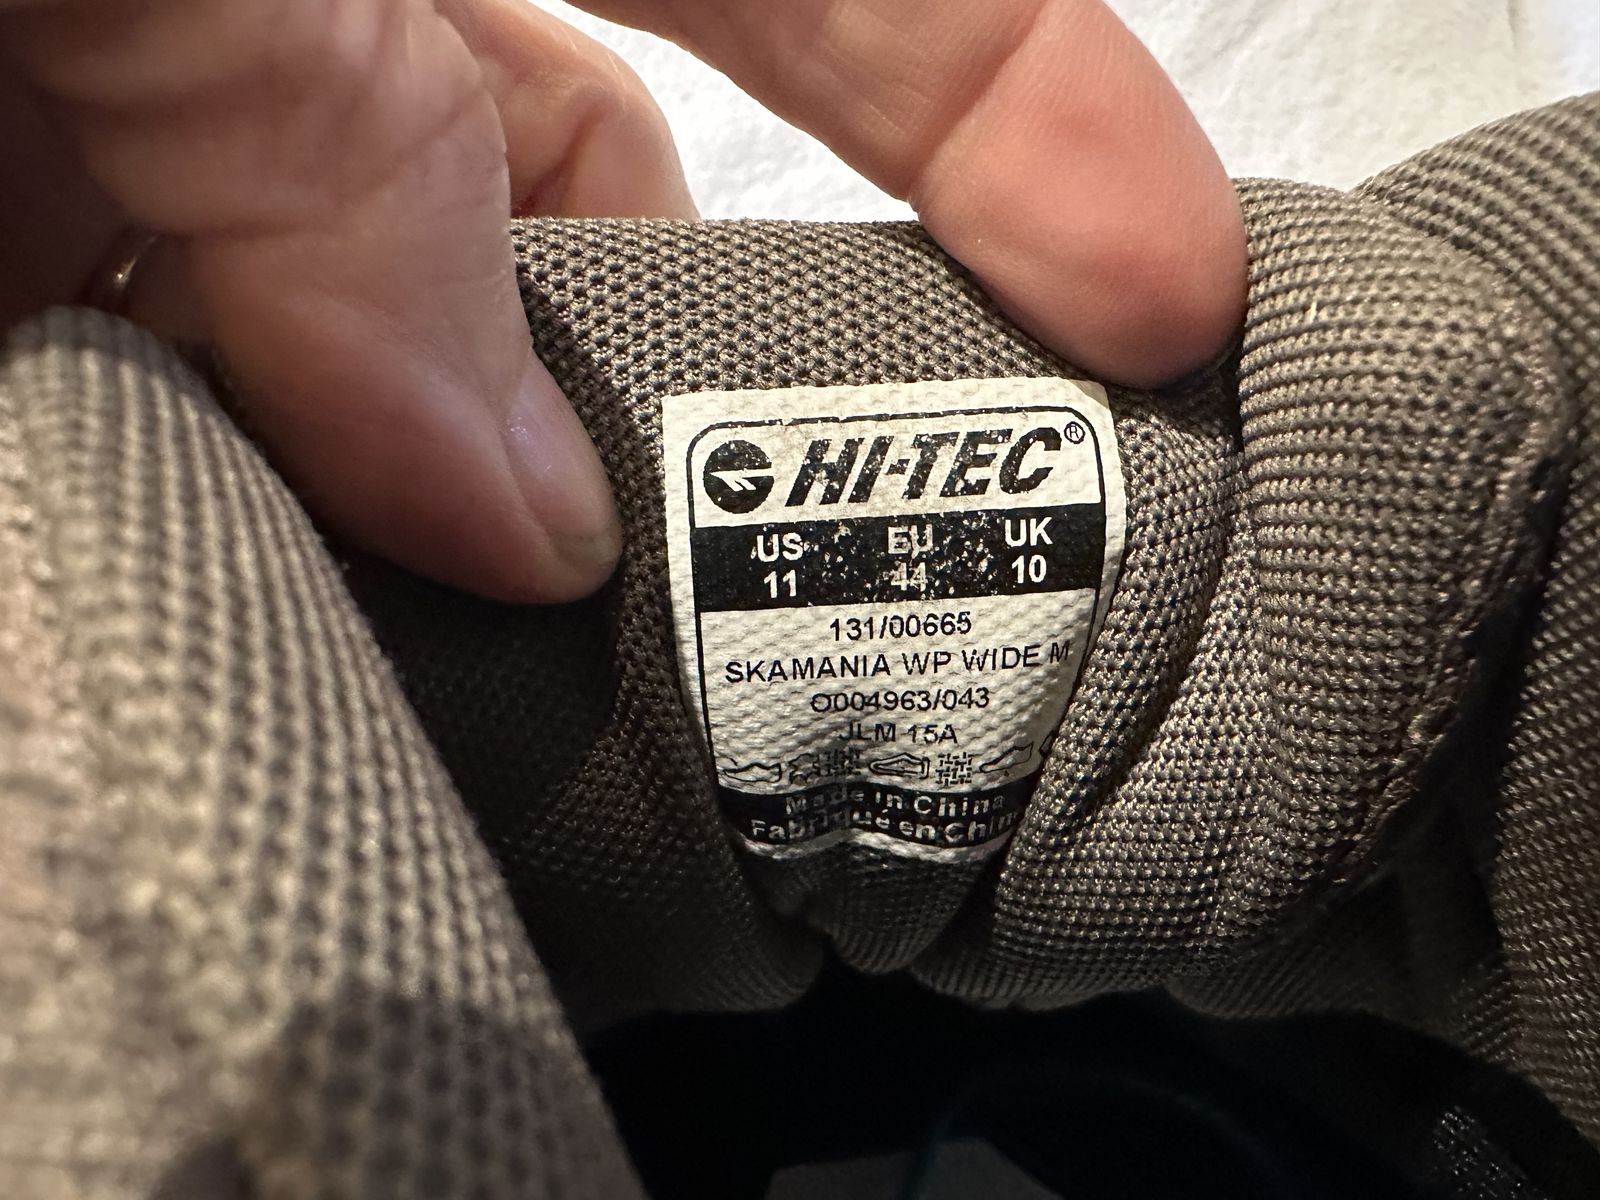 HI-TEC®
US EU UK
11 44 10
131/00665
SKAMANIA WP WIDE M
O004963/043
JLM 15A
Made in China
Fabriqué en Chine